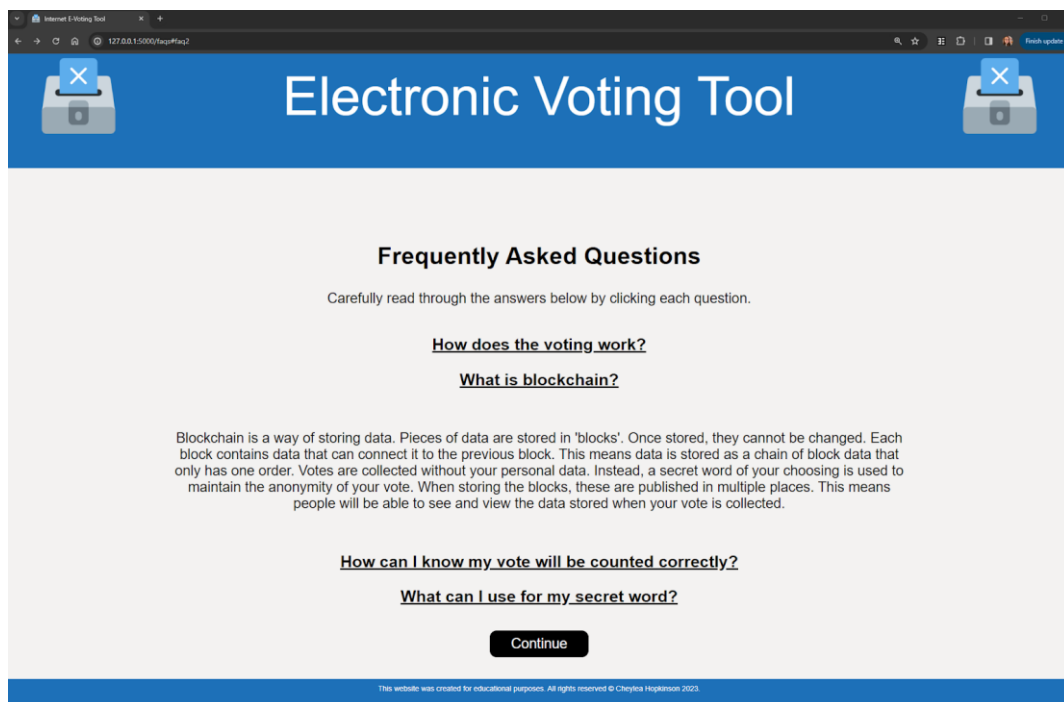 Internet E-Voting Tool
127.0.0.1:5000/faqs#faq2
Finish update
Electronic Voting Tool
Frequently Asked Questions
Carefully read through the answers below by clicking each question.
How does the voting work?
What is blockchain?
Blockchain is a way of storing data. Pieces of data are stored in 'blocks'. Once stored, they cannot be changed. Each
block contains data that can connect it to the previous block. This means data is stored as a chain of block data that
only has one order. Votes are collected without your personal data. Instead, a secret word of your choosing is used to
maintain the anonymity of your vote. When storing the blocks, these are published in multiple places. This means
people will be able to see and view the data stored when your vote is collected.
How can I know my vote will be counted correctly?
What can I use for my secret word?
Continue
This website was created for educational purposes. All rights reserved © Cheylea Hopkinson 2023.